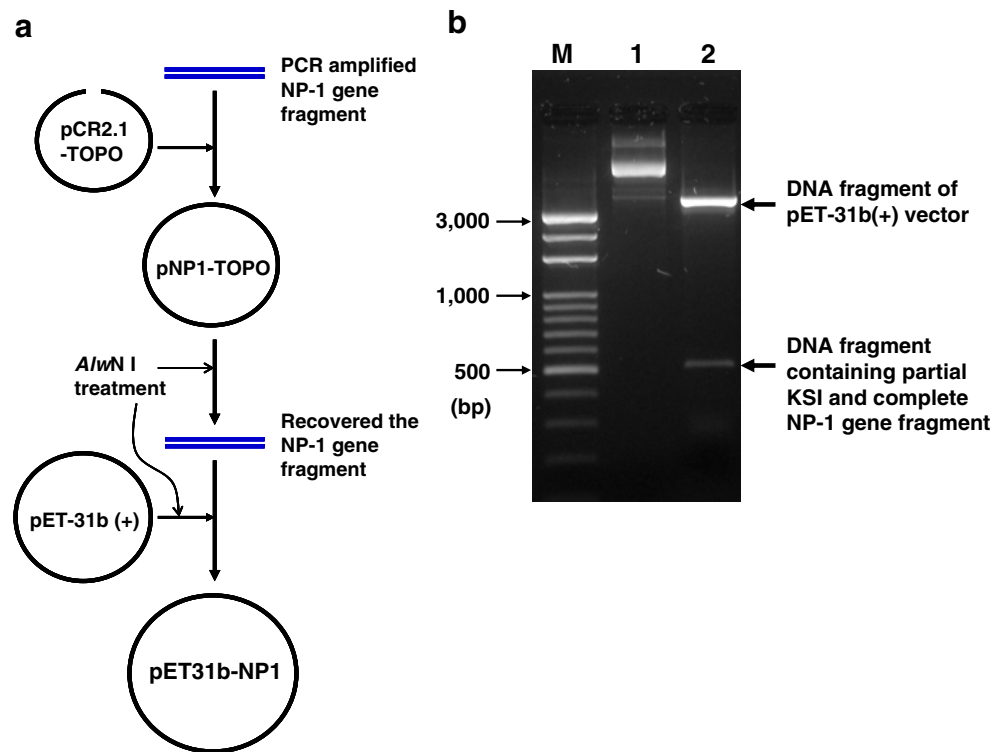 a
PCR amplified
NP-1 gene
fragment
pCR2.1
-TOPO
pNP1-TOPO
AlwN I
treatment
Recovered the
NP-1 gene
fragment
pET-31b (+)
pET31b-NP1
b
M 1 2
3,000
1,000
500
(bp)
DNA fragment of
pET-31b(+) vector
DNA fragment
containing partial
KSI and complete
NP-1 gene fragment